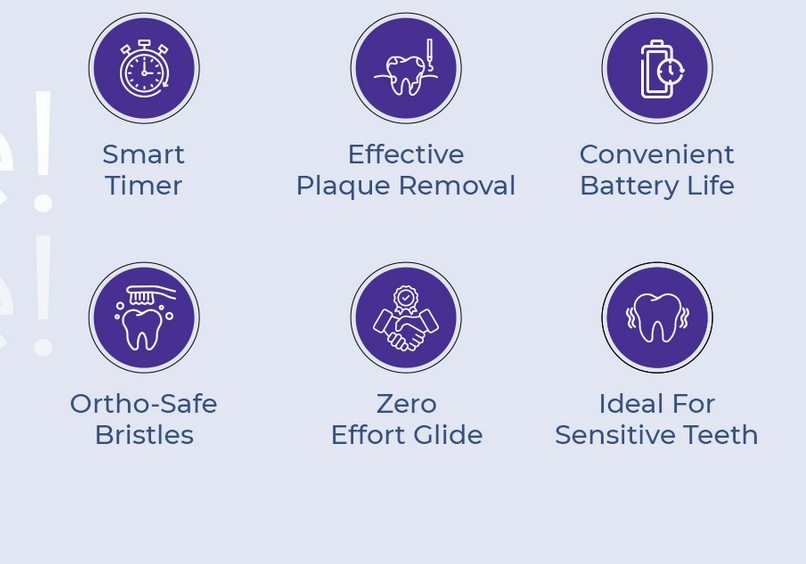 e!
e!
Smart
Timer
Effective
Plaque Removal
Convenient
Battery Life
Ortho-Safe
Bristles
Zero
Effort Glide
Ideal For
Sensitive Teeth